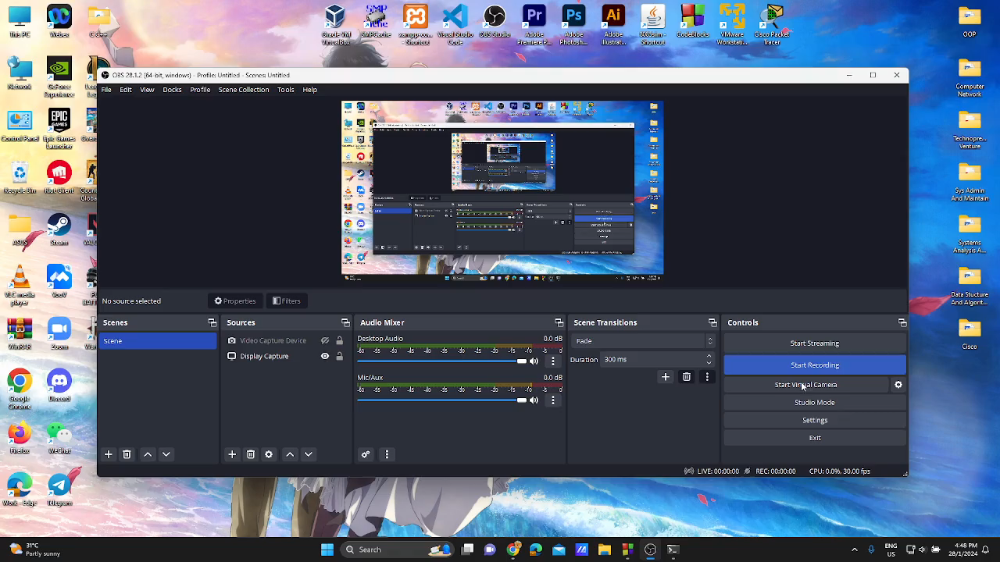 This PC
Webex
C++
Oracle VM
VirtualBox
SMPCache
xampp-co...
- Shortcut
Visual Studio
Code
OBS Studio
Adobe
Premiere P...
Adobe
Photosh...
Adobe
Illustrat...
8085sim -
Shortcut
CodeBlocks
VMware
Workstati...
Cisco Packet
Tracer
OOP
Network
GeForce
Experience
Computer
Network
Control Panel
Epic Games
Launcher
Technopre...
Venture
Recycle Bin
Riot Client
Sys Admin
And Maintain
ASUS
Steam
Systems
Analysis A...
VLC media
player
VooV
Data Stucture
And Algorit...
WinRAR
Zoom
Cisco
Google
Chrome
Discord
Firefox
WeChat
Work - Edge
Telegram
OBS 28.1.2 (64-bit, windows) - Profile: Untitled - Scenes: Untitled
File Edit View Docks Profile Scene Collection Tools Help
No source selected Properties Filters
Scenes
Scene
Sources
Video Capture Device
Display Capture
Audio Mixer
Desktop Audio 0.0 dB
-60 -55 -50 -45 -40 -35 -30 -25 -20 -15 -10 -5 0
Mic/Aux 0.0 dB
-60 -55 -50 -45 -40 -35 -30 -25 -20 -15 -10 -5 0
Scene Transitions
Fade
Duration 300 ms
Controls
Start Streaming
Start Recording
Start Virtual Camera
Studio Mode
Settings
Exit
LIVE: 00:00:00 REC: 00:00:00 CPU: 0.0%, 30.00 fps
31°C
Partly sunny
Search
ENG
US
4:48 PM
28/1/2024